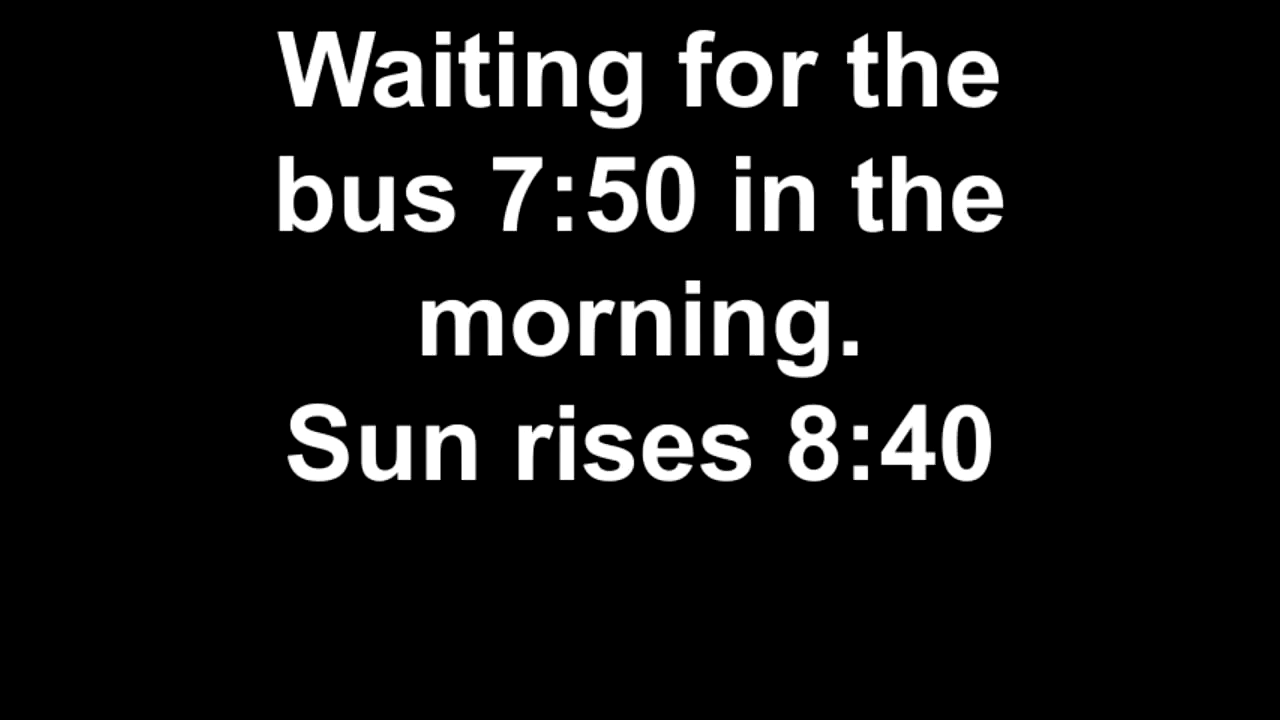 Waiting for the
bus 7:50 in the
morning.
Sun rises 8:40